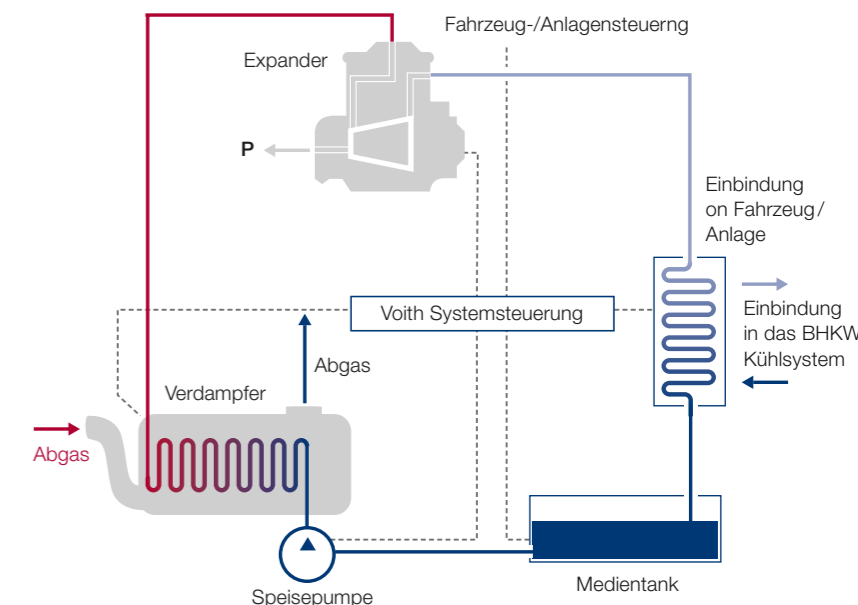 Fahrzeug-/Anlagensteuerng
Expander
P
Einbindung
on Fahrzeug/
Anlage
Voith Systemsteuerung
Einbindung
in das BHKW
Kühlsystem
Abgas
Verdampfer
Abgas
Medientank
Speisepumpe